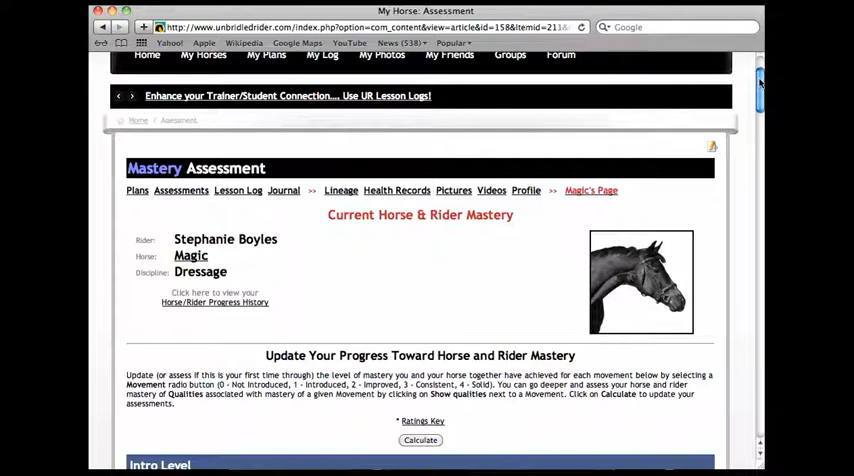 My Horse: Assessment
http://www.unbridledrider.com/index.php?option=com_content&view=article&id=158&Itemid=211&
Google
Yahoo! Apple Wikipedia Google Maps YouTube News (538) Popular
Home My Horses My Plans My Log My Photos My Friends Groups Forum
Enhance your Trainer/Student Connection.... Use UR Lesson Logs!
Home / Assessment
Mastery Assessment
Plans Assessments Lesson Log Journal >> Lineage Health Records Pictures Videos Profile >> Magic's Page
Current Horse & Rider Mastery
Rider: Stephanie Boyles
Horse: Magic
Discipline: Dressage
Click here to view your
Horse/Rider Progress History
Update Your Progress Toward Horse and Rider Mastery
Update (or assess if this is your first time through) the level of mastery you and your horse together have achieved for each movement below by selecting a
Movement radio button (0 - Not Introduced, 1 - Introduced, 2 - Improved, 3 - Consistent, 4 - Solid). You can go deeper and assess your horse and rider
mastery of Qualities associated with mastery of a given Movement by clicking on Show qualities next to a Movement. Click on Calculate to update your
assessments.
* Ratings Key
Calculate
Intro Level